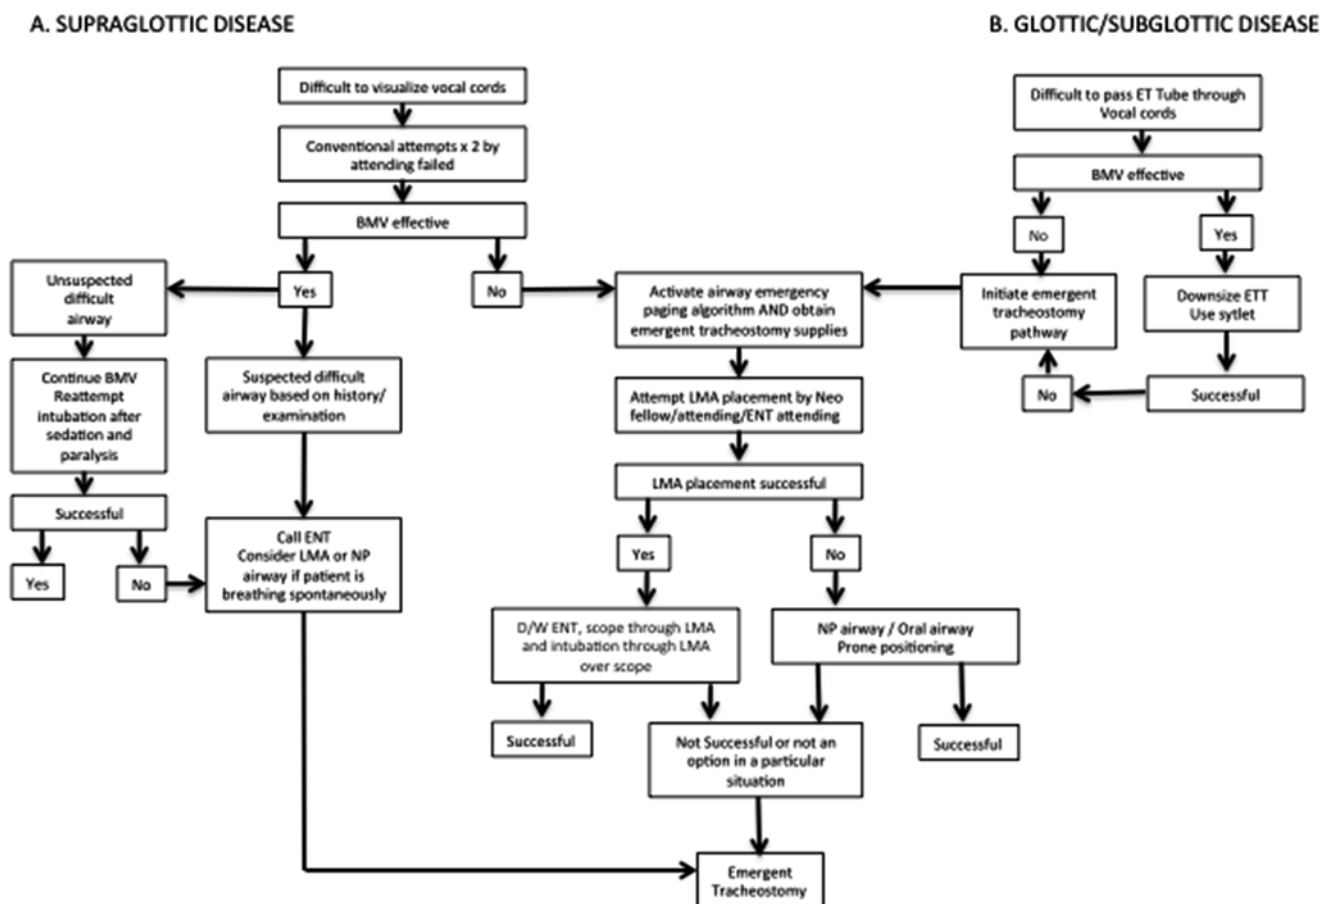 A. SUPRAGLOTTIC DISEASE
Difficult to visualize vocal cords
Conventional attempts x 2 by
attending failed
BMV effective
Yes
No
Unsuspected
difficult
airway
Continue BMV
Reattempt
intubation after
sedation and
paralysis
Successful
Yes
No
Suspected difficult
airway based on history/
examination
Call ENT
Consider LMA or NP
airway if patient is
breathing spontaneously
Activate airway emergency
paging algorithm AND obtain
emergent tracheostomy supplies
Attempt LMA placement by Neo
fellow/attending/ENT attending
LMA placement successful
Yes
No
D/W ENT, scope through LMA
and intubation through LMA
over scope
NP airway / Oral airway
Prone positioning
Successful
Not Successful or not an
option in a particular
situation
Successful
Emergent
Tracheostomy
B. GLOTTIC/SUBGLOTTIC DISEASE
Difficult to pass ET Tube through
Vocal cords
BMV effective
No
Yes
Initiate emergent
tracheostomy
pathway
Downsize ETT
Use sytlet
No
Successful